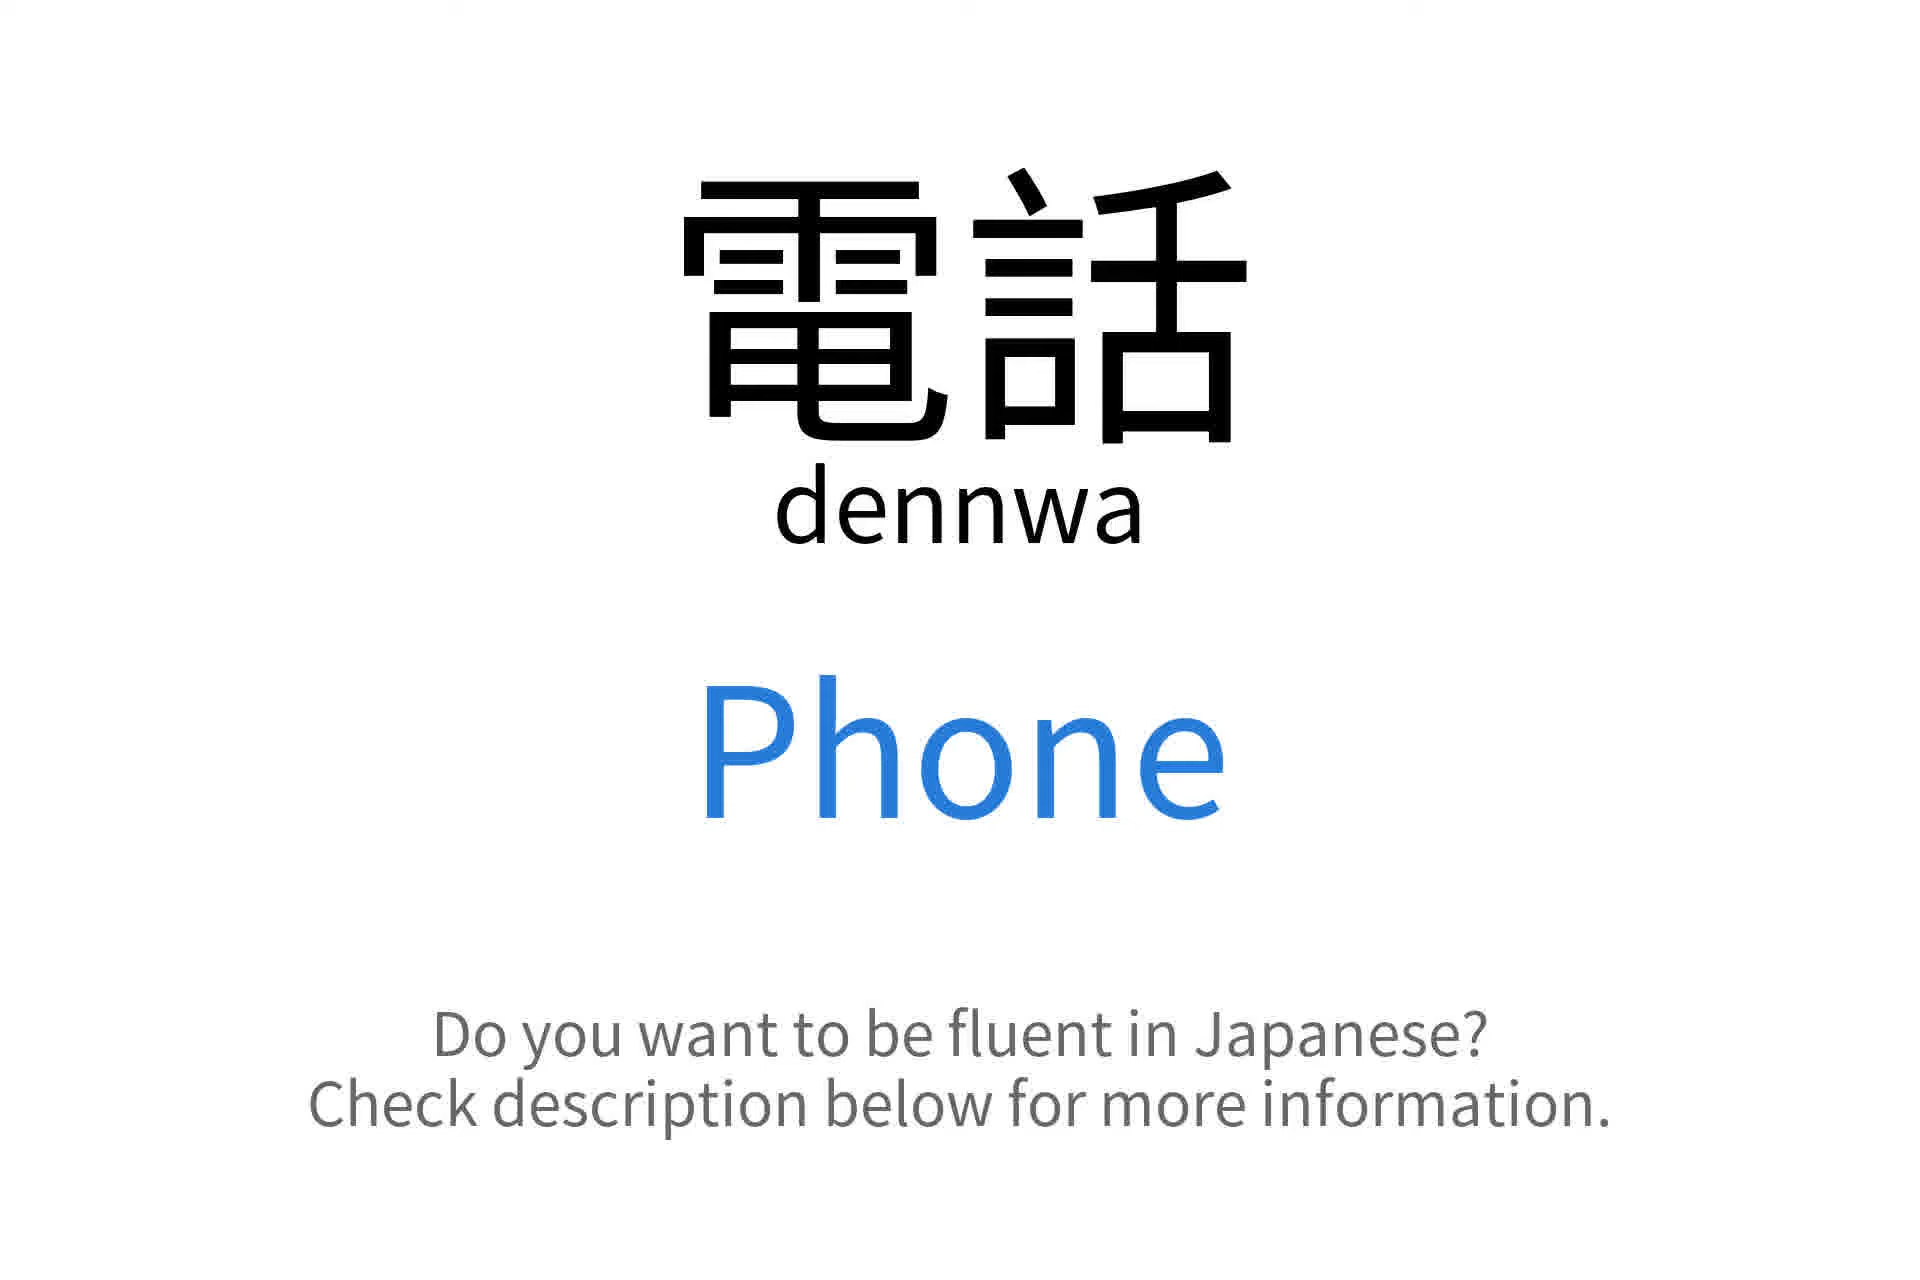 電話
dennwa
Phone
Do you want to be fluent in Japanese?
Check description below for more information.